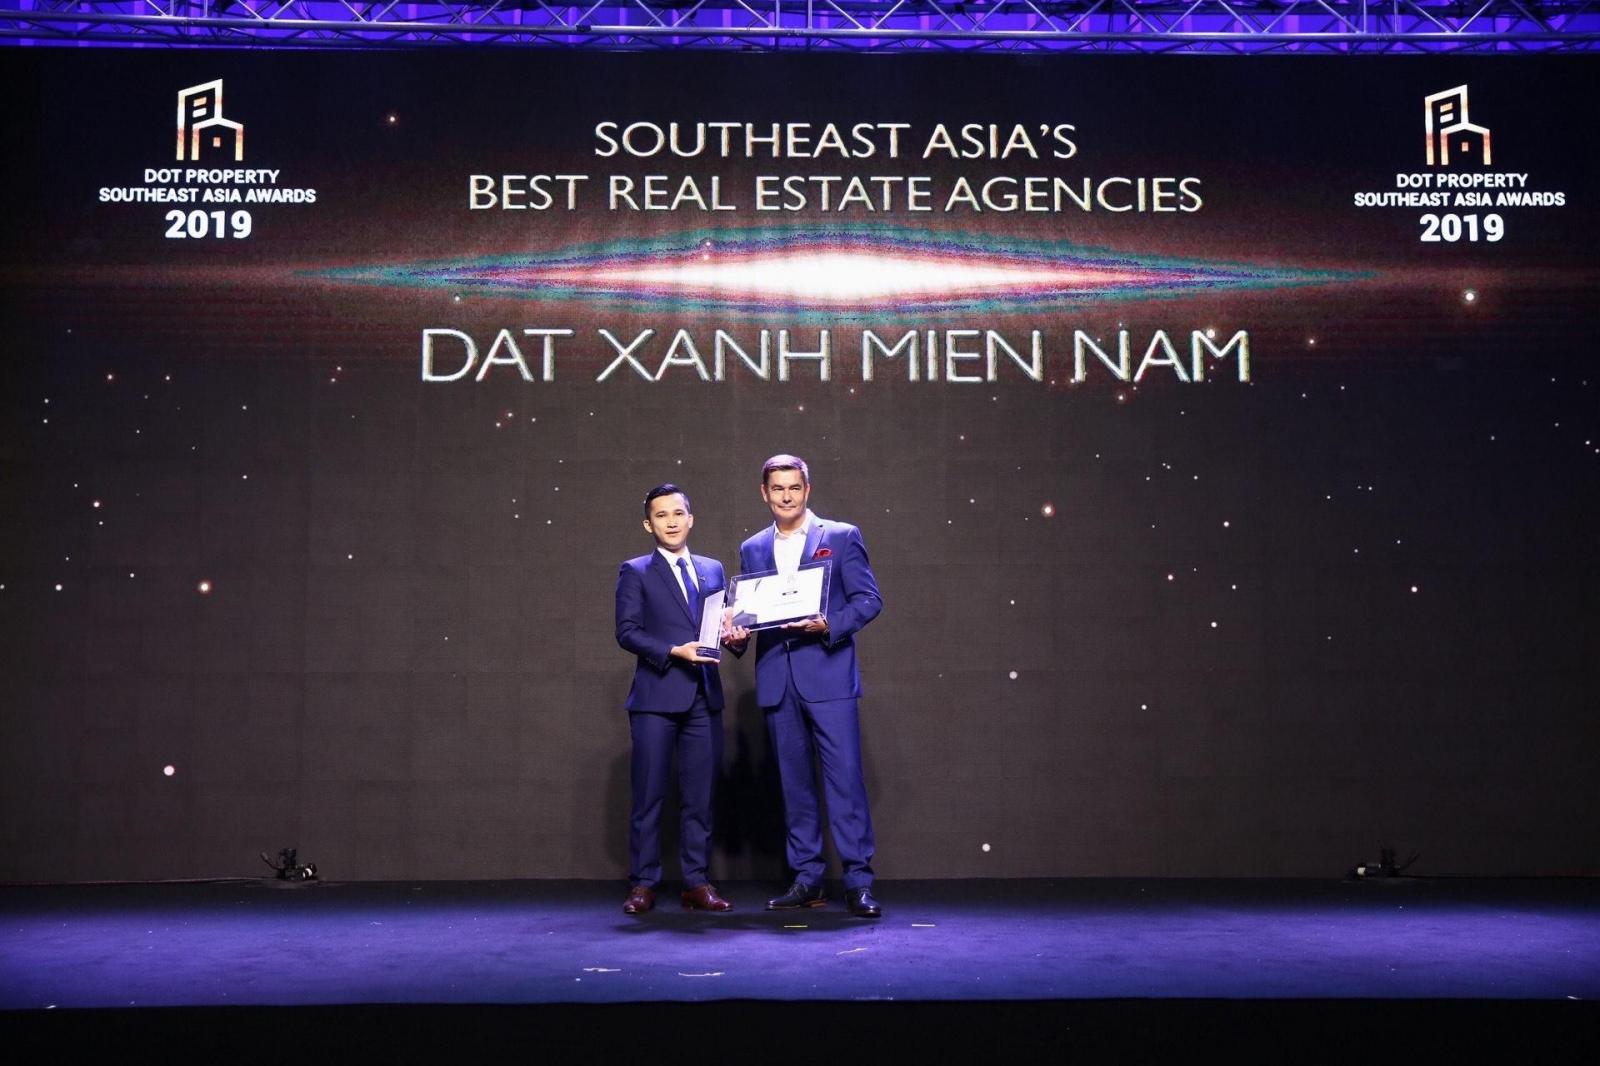 DOT PROPERTY
SOUTHEAST ASIA AWARDS
2019
SOUTHEAST ASIA'S
BEST REAL ESTATE AGENCIES
DAT XANH MIEN NAM
DOT PROPERTY
SOUTHEAST ASIA AWARDS
2019